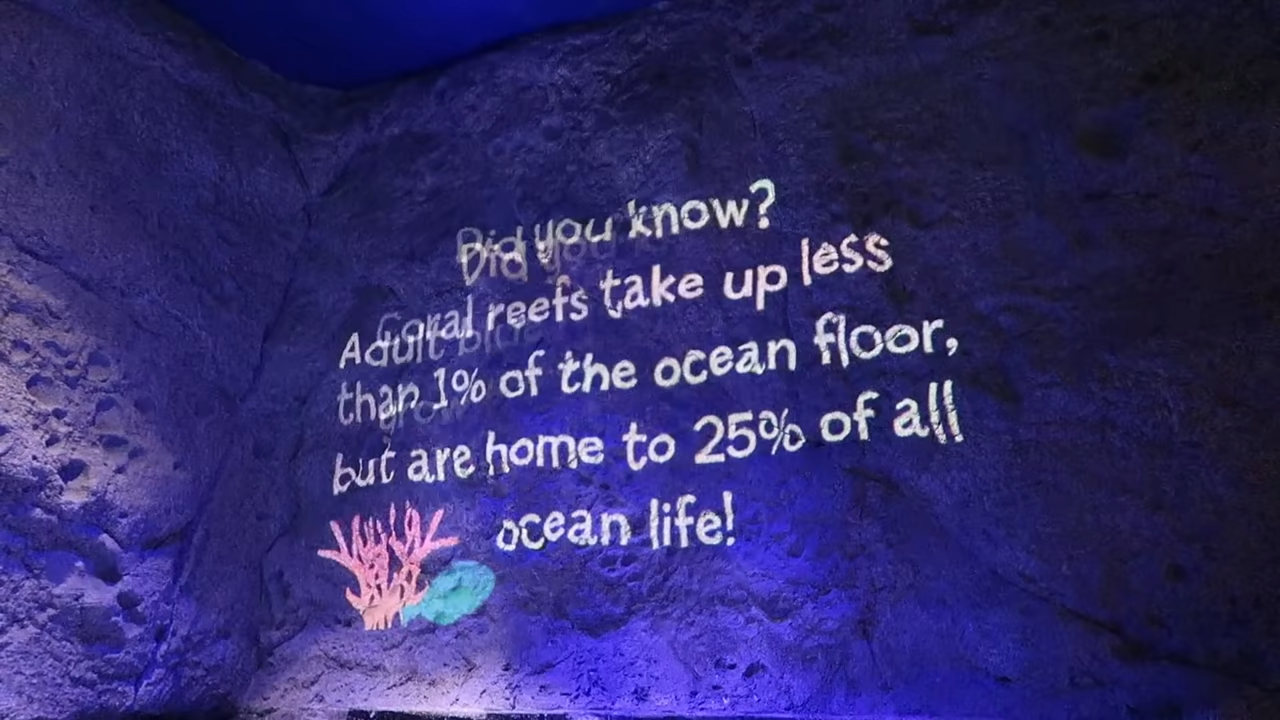 Did you know?
Coral reefs take up less
than 1% of the ocean floor,
but are home to 25% of all
ocean life!